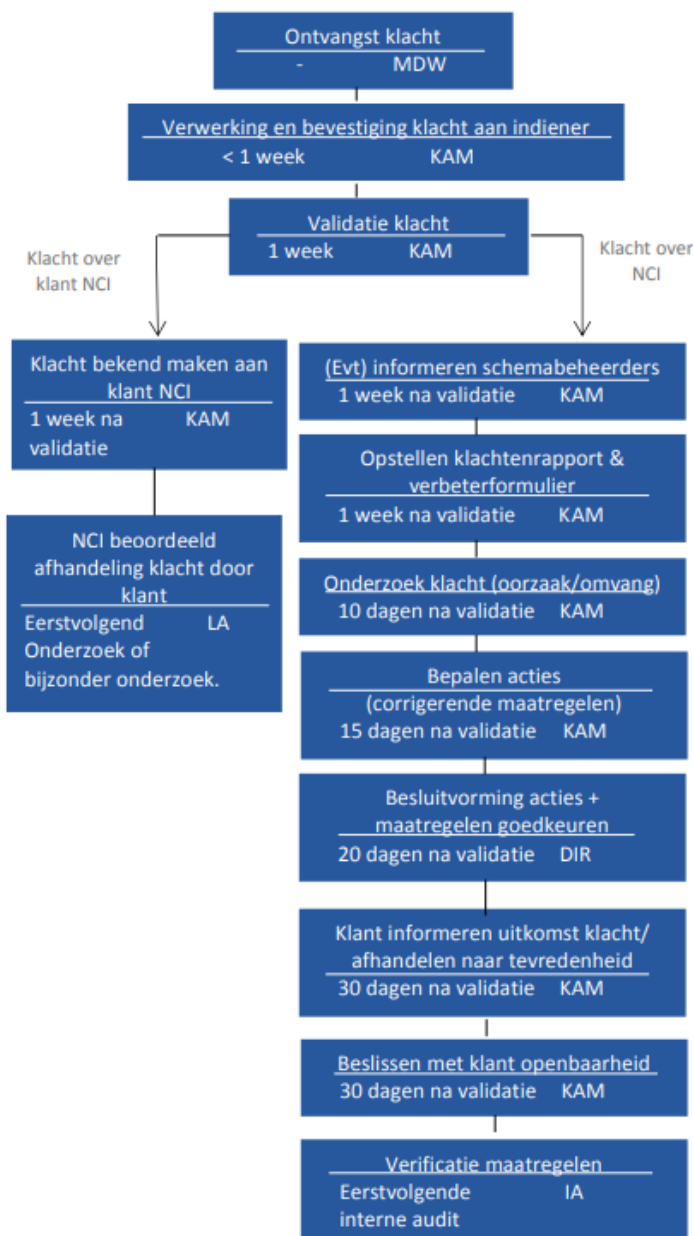 Ontvangst klacht
- MDW
Verwerking en bevestiging klacht aan indiener
< 1 week KAM
Validatie klacht
1 week KAM
Klacht over
klant NCI
Klacht over
NCI
Klacht bekend maken aan
klant NCI
1 week na KAM
validatie
NCI beoordeeld
afhandeling klacht door
klant
Eerstvolgend LA
Onderzoek of
bijzonder onderzoek.
(Evt) informeren schemabeheerders
1 week na validatie KAM
Opstellen klachtenrapport &
verbeterformulier
1 week na validatie KAM
Onderzoek klacht (oorzaak/omvang)
10 dagen na validatie KAM
Bepalen acties
(corrigerende maatregelen)
15 dagen na validatie KAM
Besluitvorming acties +
maatregelen goedkeuren
20 dagen na validatie DIR
Klant informeren uitkomst klacht/
afhandelen naar tevredenheid
30 dagen na validatie KAM
Beslissen met klant openbaarheid
30 dagen na validatie KAM
Verificatie maatregelen
Eerstvolgende IA
interne audit